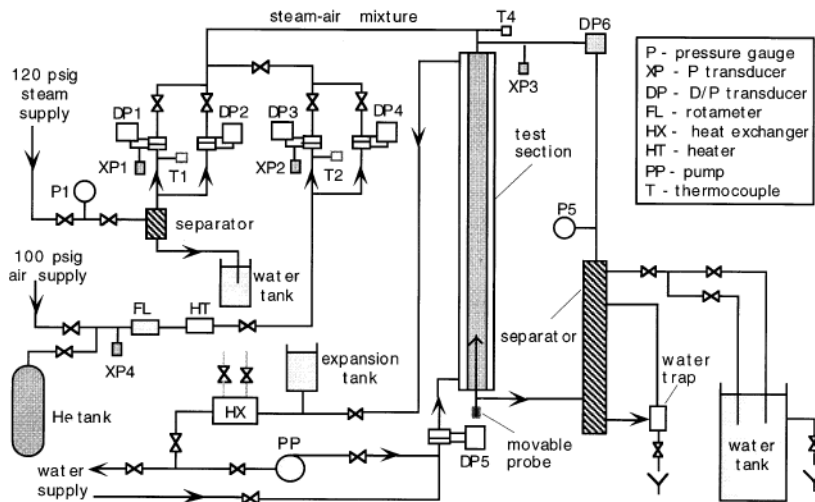 steam-air mixture
T4
DP6
120 psig
steam
supply
DP1
DP2
DP3
DP4
XP3
P - pressure gauge
XP - P transducer
DP - D/P transducer
FL - rotameter
HX - heat exchanger
HT - heater
PP - pump
T - thermocouple
test
section
XP1
T1
XP2
T2
P1
separator
P5
100 psig
air supply
water
tank
FL
HT
separator
XP4
expansion
tank
water
trap
He tank
HX
PP
movable
probe
DP5
water
tank
water
supply